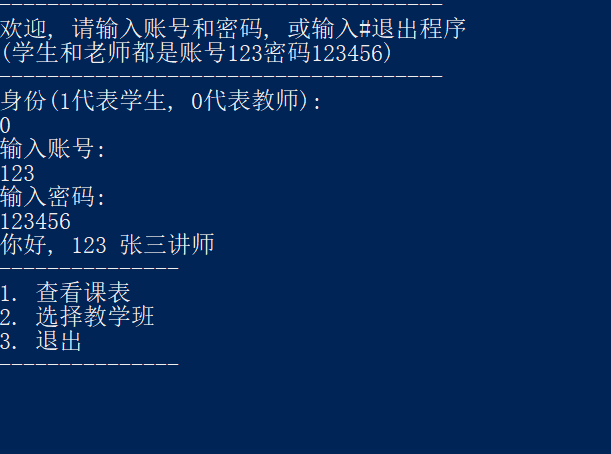 -------------------------------------
欢迎, 请输入账号和密码, 或输入#退出程序
(学生和老师都是账号123密码123456)
-------------------------------------
身份(1代表学生, 0代表教师):
0
输入账号:
123
输入密码:
123456
你好, 123 张三讲师
---------------
1. 查看课表
2. 选择教学班
3. 退出
---------------